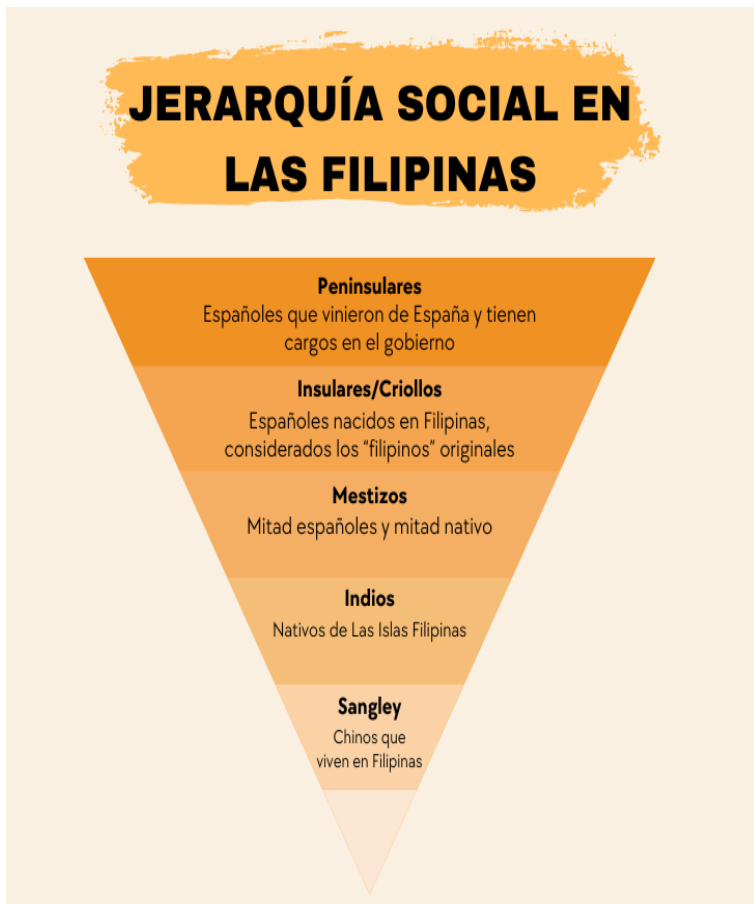 JERARQUÍA SOCIAL EN
LAS FILIPINAS
Peninsulares
Españoles que vinieron de España y tienen
cargos en el gobierno
Insulares/Criollos
Españoles nacidos en Filipinas,
considerados los “filipinos” originales
Mestizos
Mitad españoles y mitad nativo
Indios
Nativos de Las Islas Filipinas
Sangley
Chinos que
viven en Filipinas